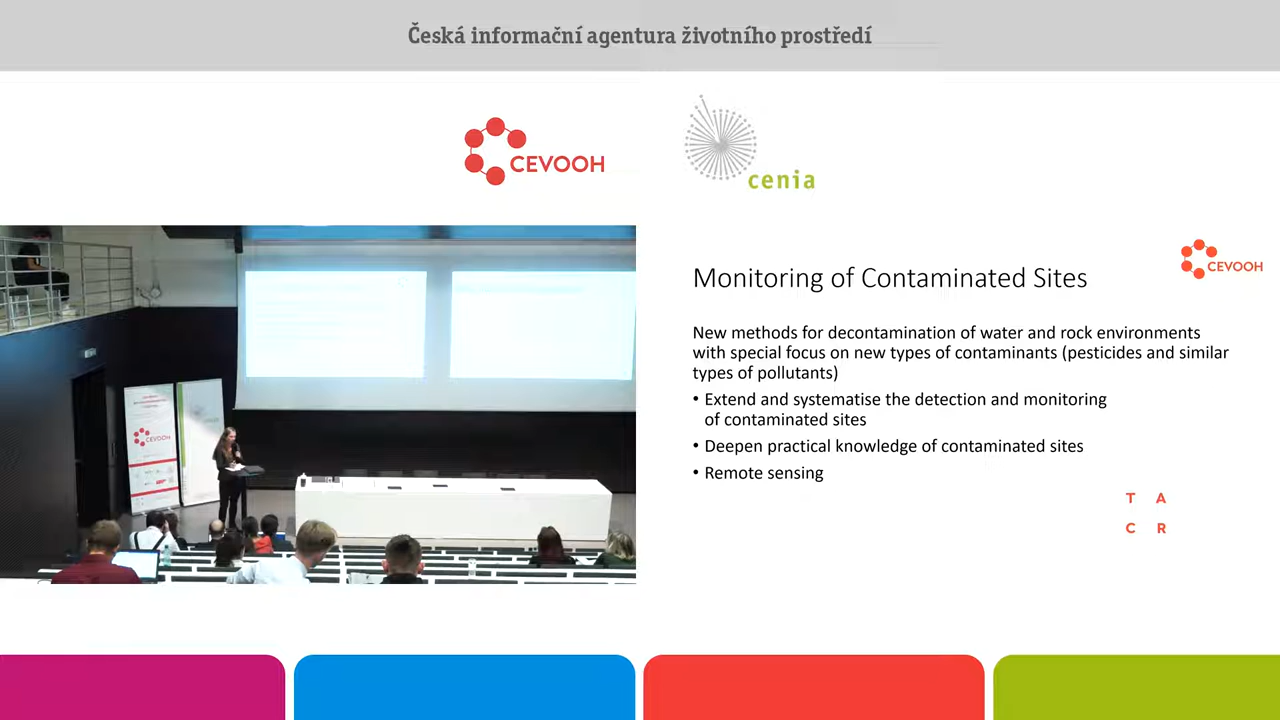 Česká informační agentura životního prostředí
CEVOOH
cenia
CEVOOH
Monitoring of Contaminated Sites
New methods for decontamination of water and rock environments
with special focus on new types of contaminants (pesticides and similar
types of pollutants)
• Extend and systematise the detection and monitoring
of contaminated sites
• Deepen practical knowledge of contaminated sites
• Remote sensing
T A
C R
CEVOOH